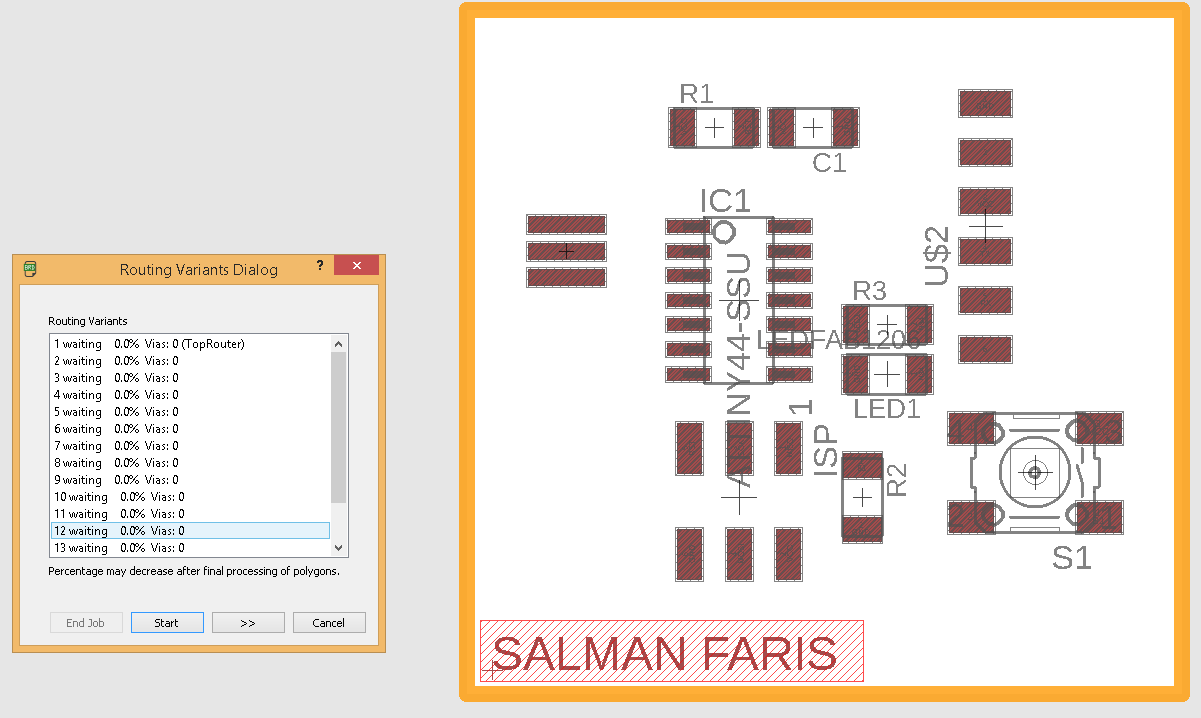 Routing Variants Dialog
?
Routing Variants
1 waiting 0.0% Vias: 0 (TopRouter)
2 waiting 0.0% Vias: 0
3 waiting 0.0% Vias: 0
4 waiting 0.0% Vias: 0
5 waiting 0.0% Vias: 0
6 waiting 0.0% Vias: 0
7 waiting 0.0% Vias: 0
8 waiting 0.0% Vias: 0
9 waiting 0.0% Vias: 0
10 waiting 0.0% Vias: 0
11 waiting 0.0% Vias: 0
12 waiting 0.0% Vias: 0
13 waiting 0.0% Vias: 0
Percentage may decrease after final processing of polygons.
End Job
Start
>>
Cancel
R1
C1
IC1
U$2
R3
LEDFAB1206
LED1
1
ISP
R2
4
3
2
1
S1
SALMAN FARIS